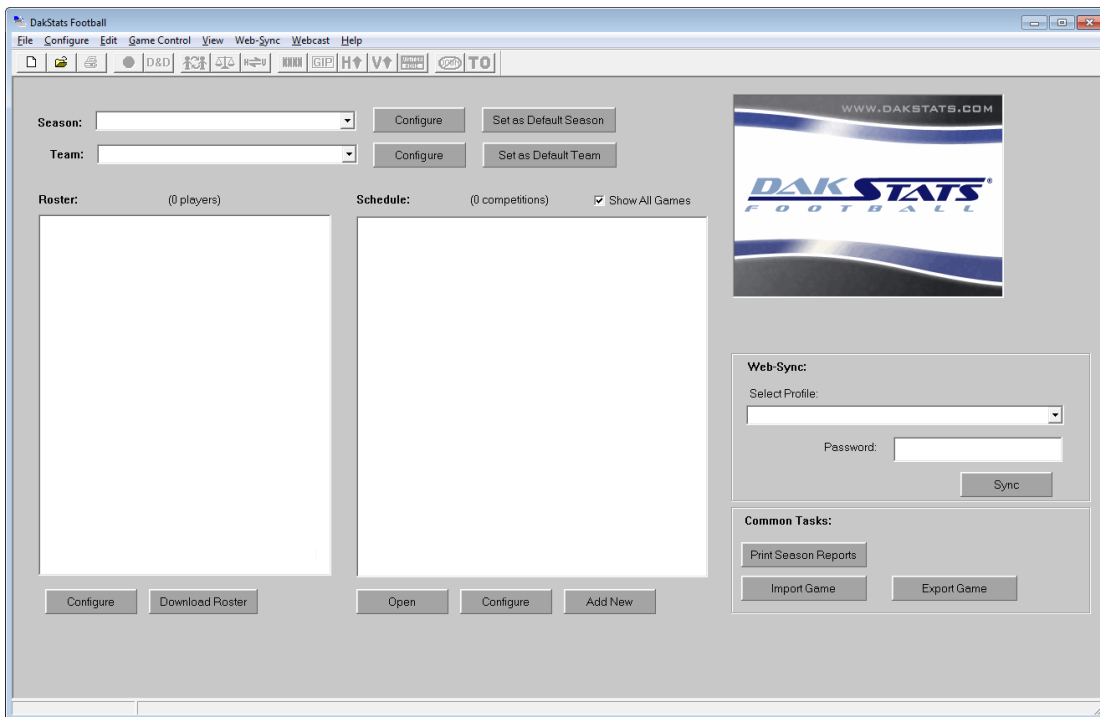 DakStats Football
File Configure Edit Game Control View Web-Sync Webcast Help
D&D GIP H V TO
WWW.DAKSTATS.COM
Season: Configure Set as Default Season
Team: Configure Set as Default Team
DAK STATS®
FOOTBALL
Roster: (0 players) Schedule: (0 competitions) Show All Games
Web-Sync:
Select Profile:
Password:
Sync
Common Tasks:
Print Season Reports
Import Game Export Game
Configure Download Roster Open Configure Add New